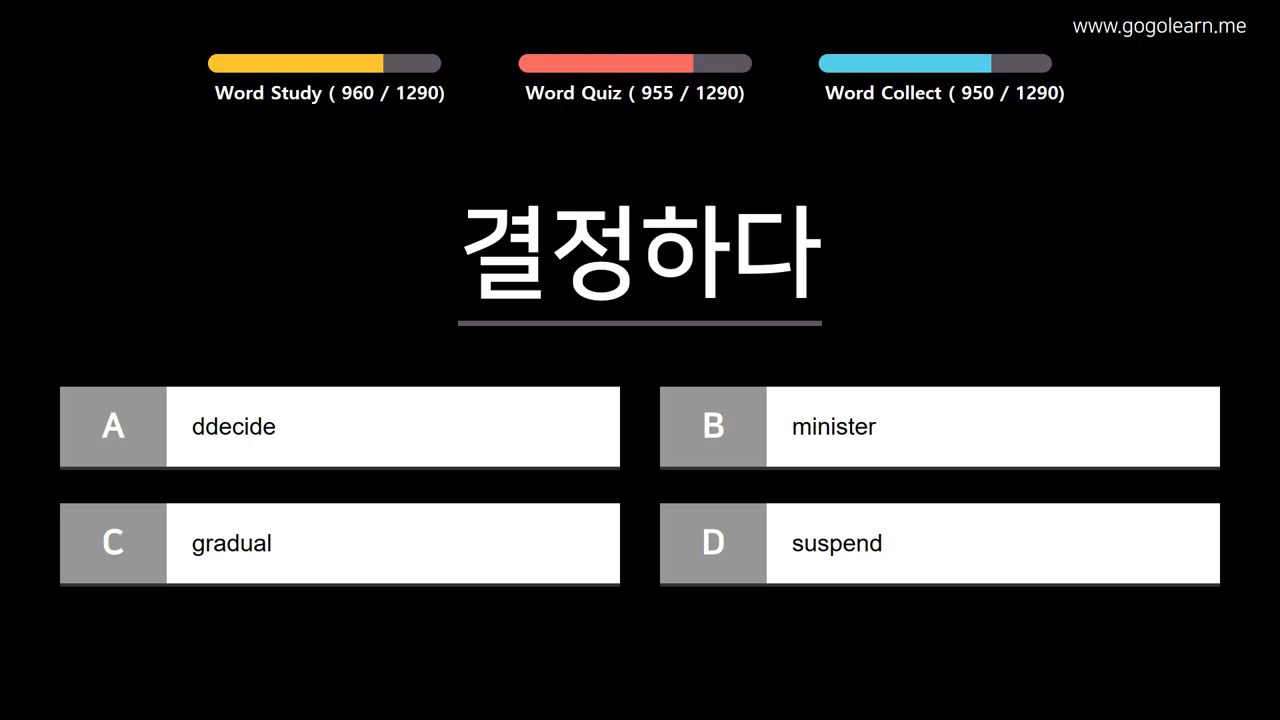 www.gogolearn.me
Word Study ( 960 / 1290)
Word Quiz ( 955 / 1290)
Word Collect ( 950 / 1290)
결정하다
A ddecide
B minister
C gradual
D suspend